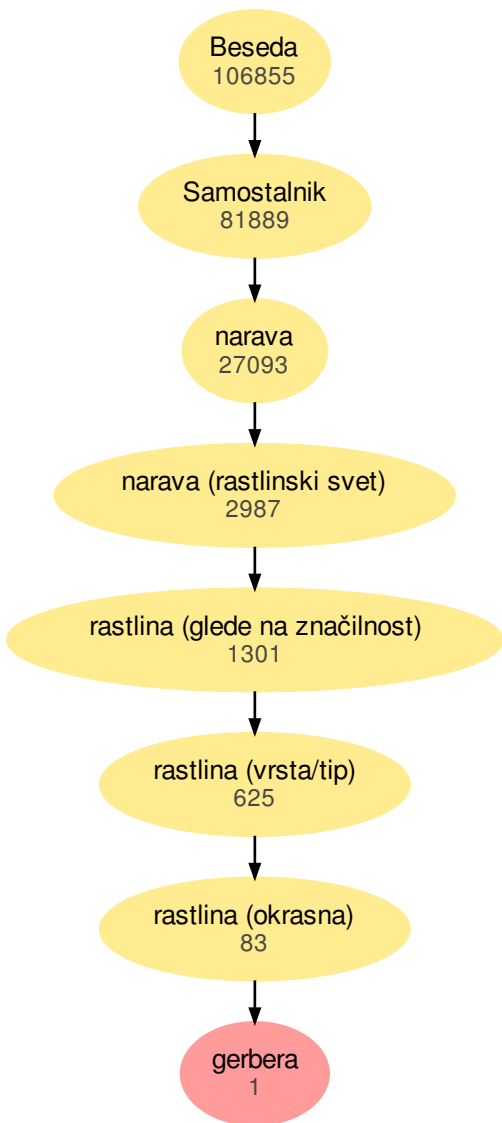 Beseda
106855
Samostalnik
81889
narava
27093
narava (rastlinski svet)
2987
rastlina (glede na značilnost)
1301
rastlina (vrsta/tip)
625
rastlina (okrasna)
83
gerbera
1